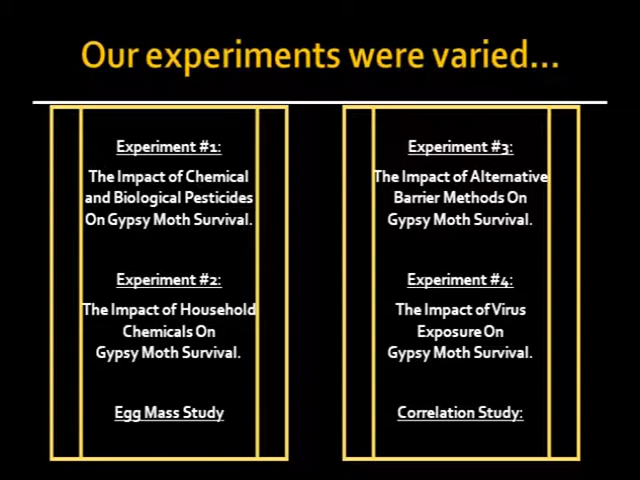 Our experiments were varied...
Experiment #1:
The Impact of Chemical
and Biological Pesticides
On Gypsy Moth Survival.
Experiment #2:
The Impact of Household
Chemicals On
Gypsy Moth Survival.
Egg Mass Study
Experiment #3:
The Impact of Alternative
Barrier Methods On
Gypsy Moth Survival.
Experiment #4:
The Impact of Virus
Exposure On
Gypsy Moth Survival.
Correlation Study: